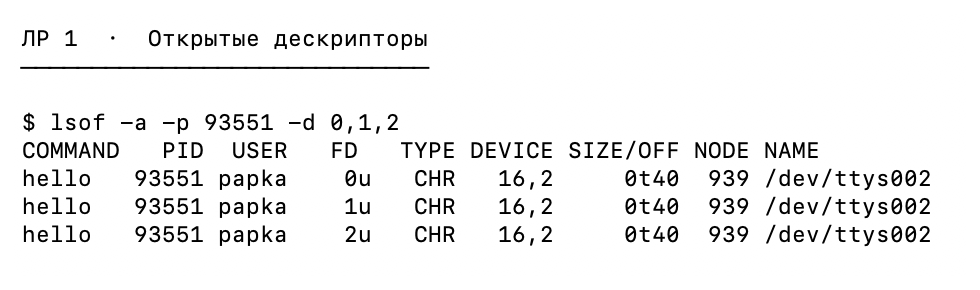 ЛР 1 · Открытые дескрипторы
$ lsof -a -p 93551 -d 0,1,2
COMMAND   PID  USER   FD   TYPE DEVICE SIZE/OFF NODE NAME
hello   93551 papka    0u   CHR   16,2     0t40  939 /dev/ttys002
hello   93551 papka    1u   CHR   16,2     0t40  939 /dev/ttys002
hello   93551 papka    2u   CHR   16,2     0t40  939 /dev/ttys002